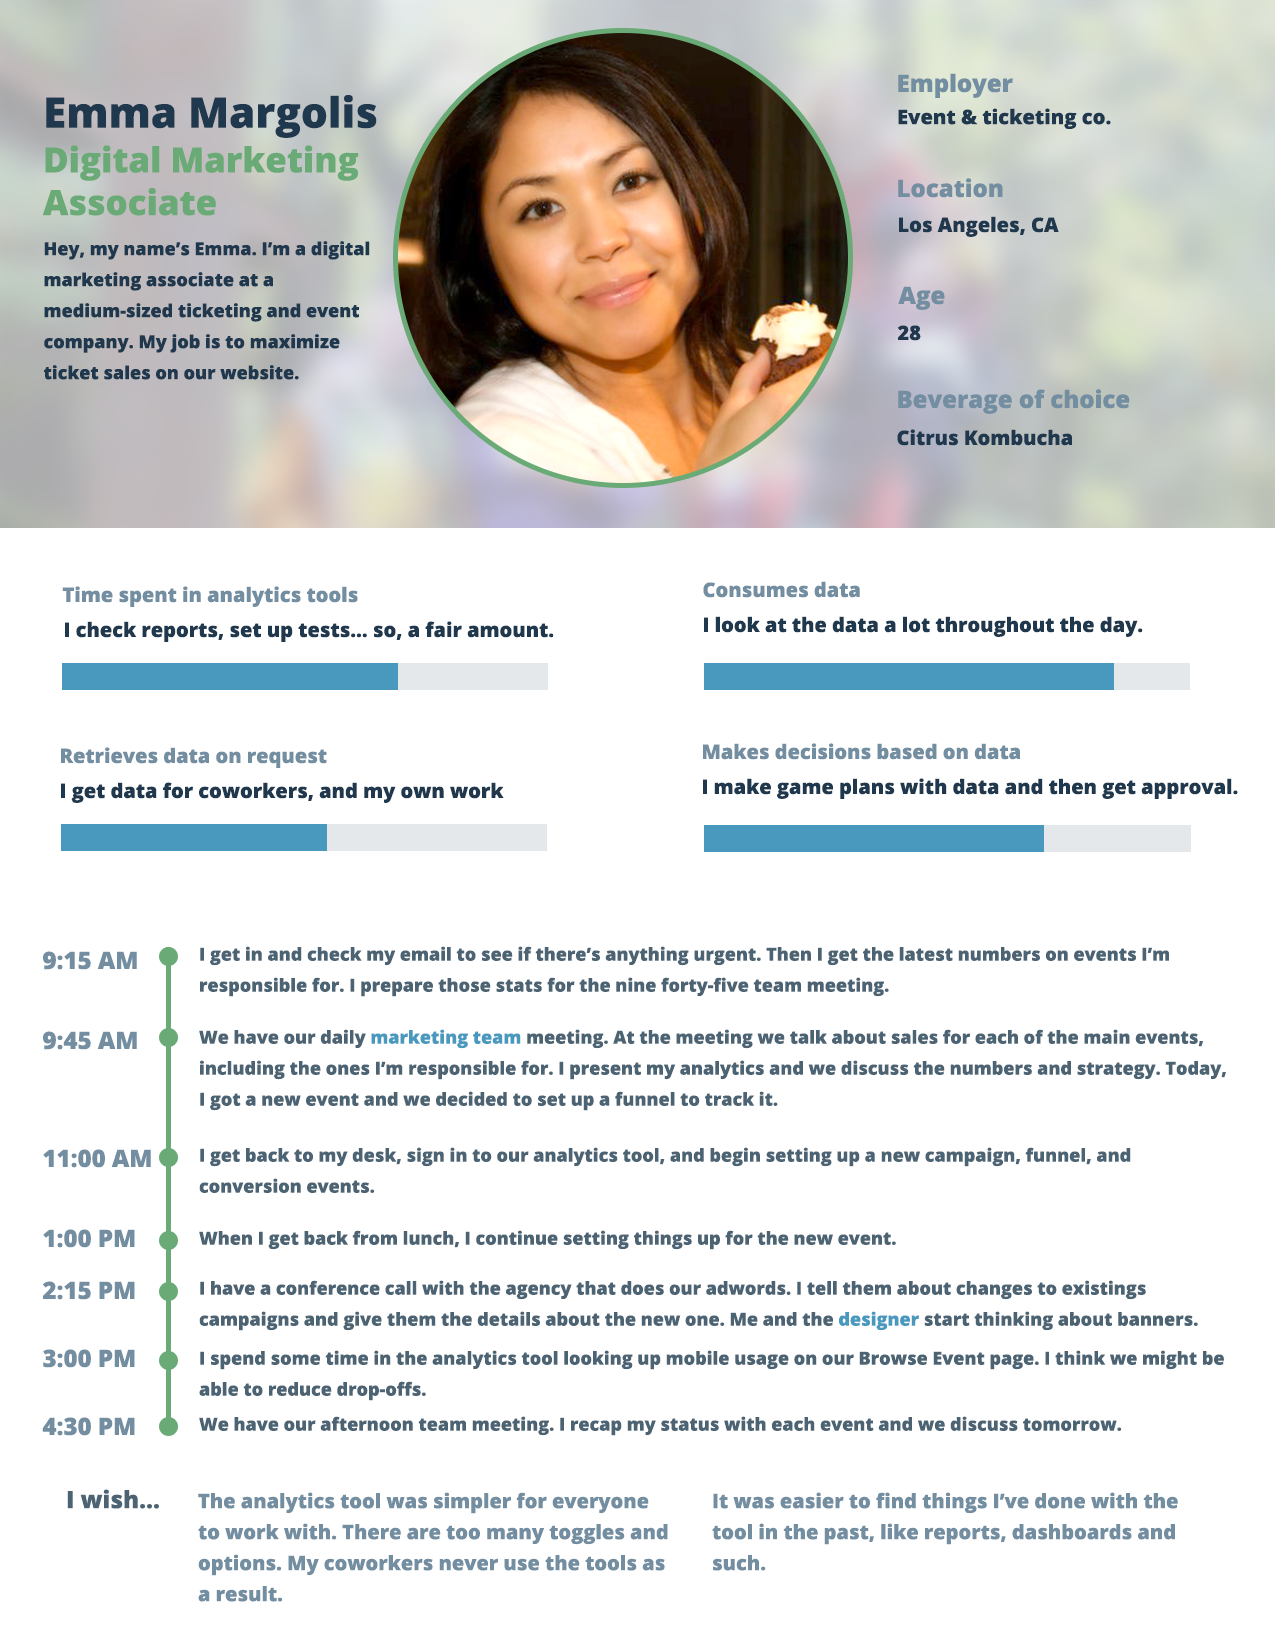 Emma Margolis
Digital Marketing
Associate
Hey, my name's Emma. I'm a digital
marketing associate at a
medium-sized ticketing and event
company. My job is to maximize
ticket sales on our website.
Employer
Event & ticketing co.
Location
Los Angeles, CA
Age
28
Beverage of choice
Citrus Kombucha
Time spent in analytics tools
I check reports, set up tests... so, a fair amount.
Consumes data
I look at the data a lot throughout the day.
Retrieves data on request
I get data for coworkers, and my own work
Makes decisions based on data
I make game plans with data and then get approval.
9:15 AM
I get in and check my email to see if there's anything urgent. Then I get the latest numbers on events I'm
responsible for. I prepare those stats for the nine forty-five team meeting.
9:45 AM
We have our daily marketing team meeting. At the meeting we talk about sales for each of the main events,
including the ones I'm responsible for. I present my analytics and we discuss the numbers and strategy. Today,
I got a new event and we decided to set up a funnel to track it.
11:00 AM
I get back to my desk, sign in to our analytics tool, and begin setting up a new campaign, funnel, and
conversion events.
1:00 PM
When I get back from lunch, I continue setting things up for the new event.
2:15 PM
I have a conference call with the agency that does our adwords. I tell them about changes to existings
campaigns and give them the details about the new one. Me and the designer start thinking about banners.
3:00 PM
I spend some time in the analytics tool looking up mobile usage on our Browse Event page. I think we might be
able to reduce drop-offs.
4:30 PM
We have our afternoon team meeting. I recap my status with each event and we discuss tomorrow.
I wish...
The analytics tool was simpler for everyone
to work with. There are too many toggles and
options. My coworkers never use the tools as
a result.
It was easier to find things I've done with the
tool in the past, like reports, dashboards and
such.